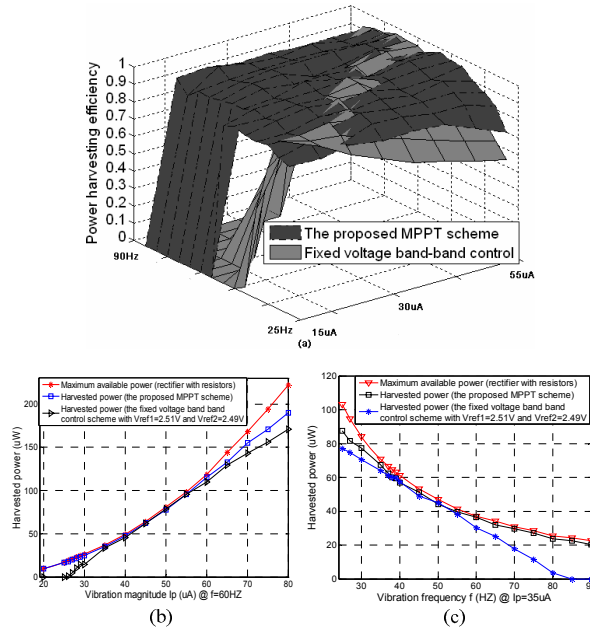 Power harvesting efficiency
1
0.9
0.8
0.7
0.6
0.5
0.4
0.3
0.2
0.1
0
90Hz
25Hz
15uA
30uA
55uA
The proposed MPPT scheme
Fixed voltage band-band control
(a)
Maximum available power (rectifier with resistors)
Harvested power (the proposed MPPT scheme)
Harvested power (the fixed voltage band band
control scheme with Vref1=2.51V and Vref2=2.49V)
Harvested power (uW)
200
150
100
50
0
20 30 40 50 60 70 80
Vibration magnitude Ip (uA) @ f=60HZ
(b)
Maximum available power (rectifier with resistors)
Harvested power (the proposed MPPT scheme)
Harvested power (the fixed voltage band band
control scheme with Vref1=2.51V and Vref2=2.49V)
Harvested power (uW)
120
100
80
60
40
20
0
30 40 50 60 70 80 90
Vibration frequency f (HZ) @ Ip=35uA
(c)